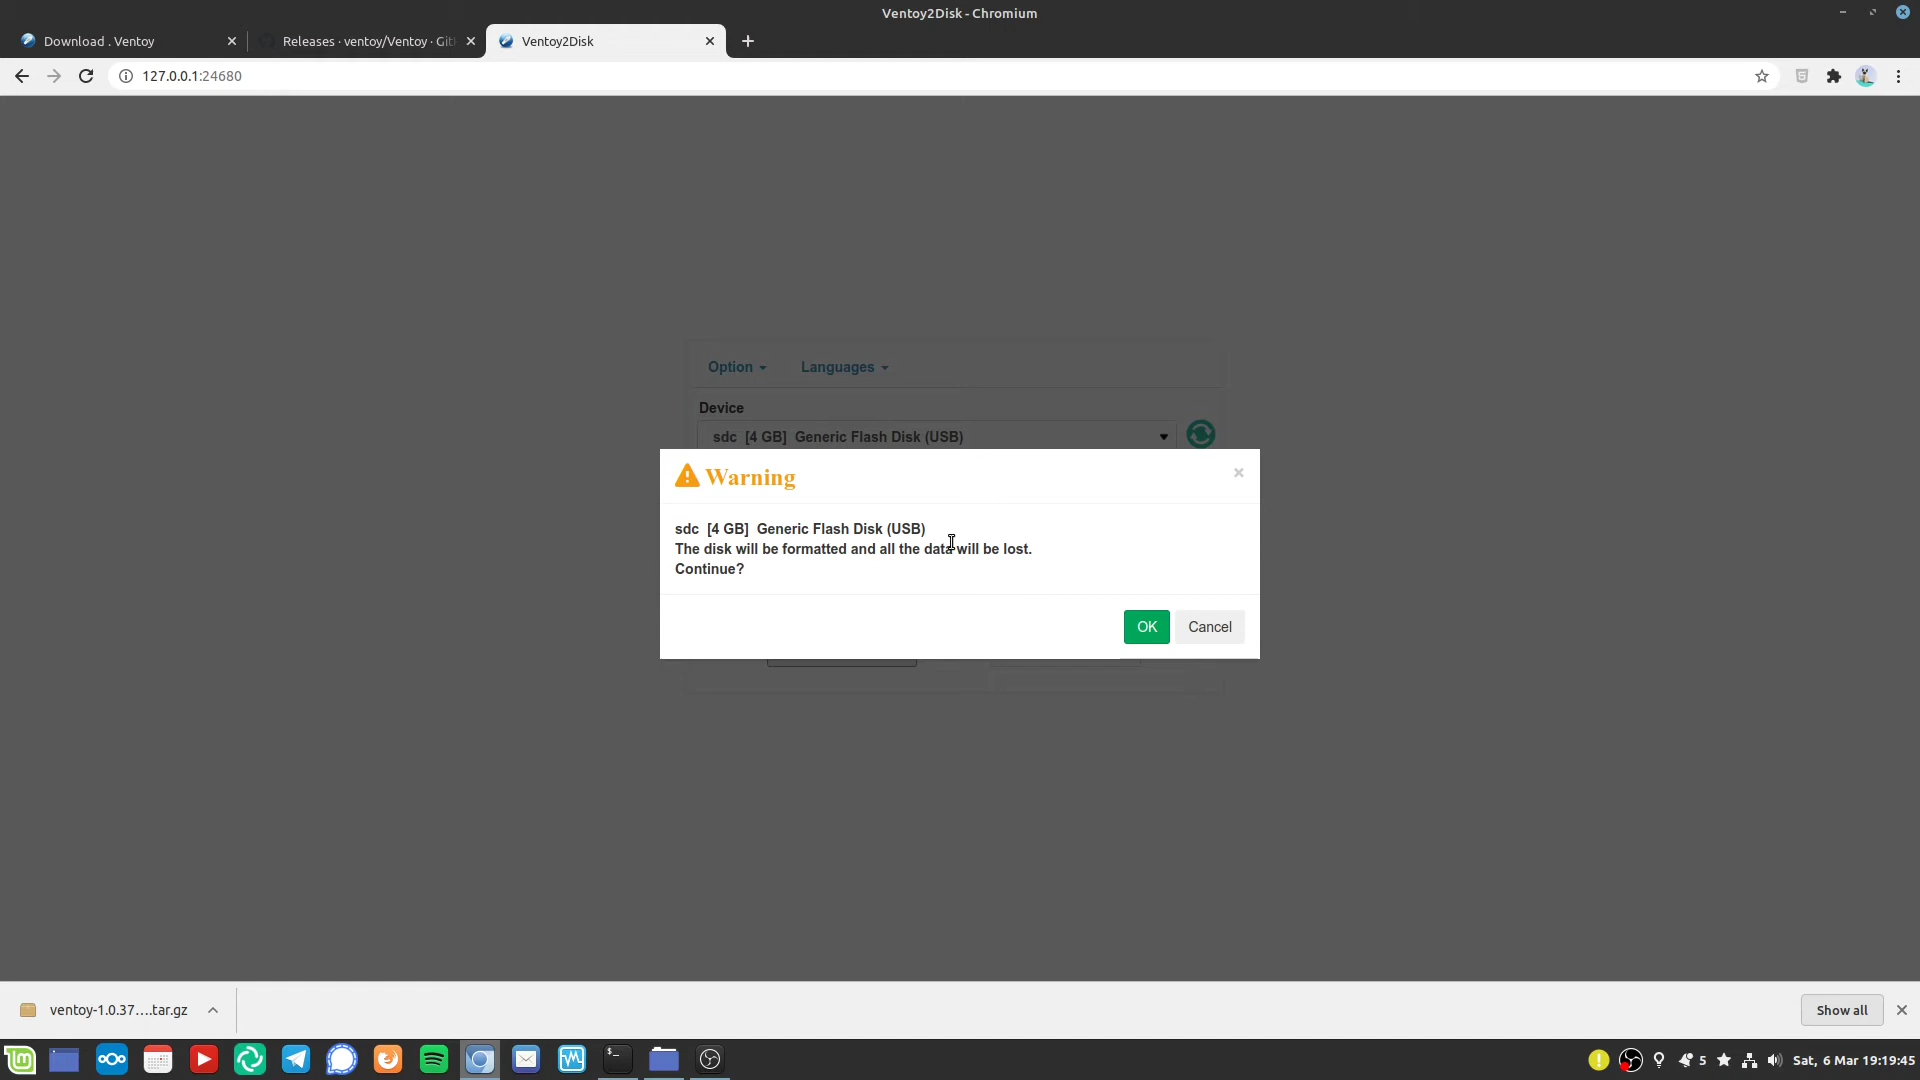 Ventoy2Disk - Chromium
Download . Ventoy
Releases · ventoy/Ventoy · Git
Ventoy2Disk
127.0.0.1:24680
Option
Languages
Device
sdc [4 GB] Generic Flash Disk (USB)
Warning
sdc [4 GB] Generic Flash Disk (USB)
The disk will be formatted and all the data will be lost.
Continue?
OK
Cancel
ventoy-1.0.37....tar.gz
Show all
5
Sat, 6 Mar 19:19:45